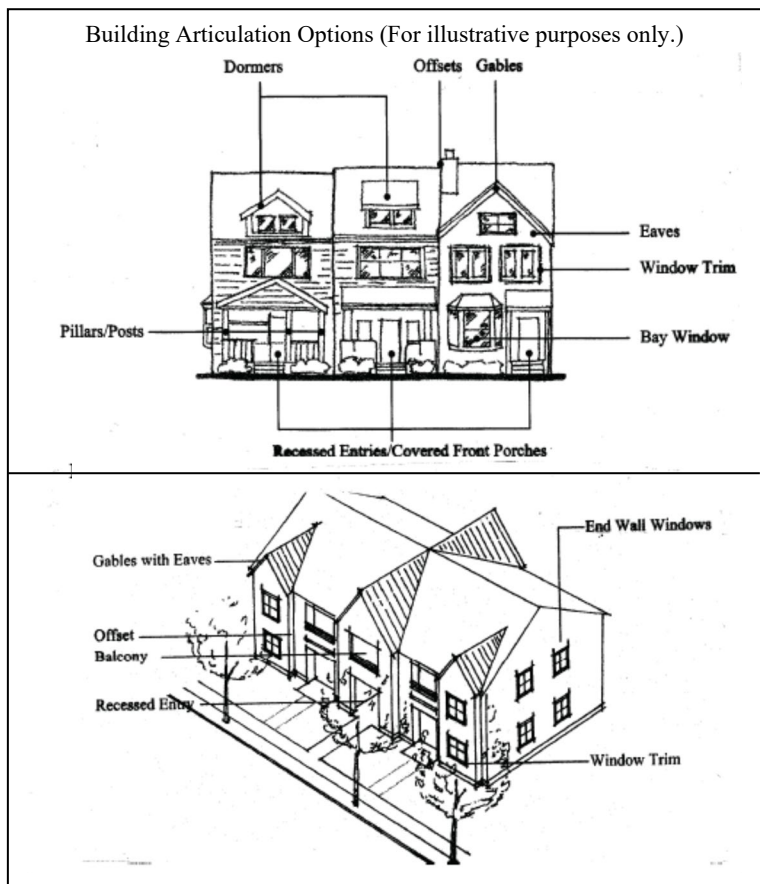 Building Articulation Options (For illustrative purposes only.)
Dormers
Offsets
Gables
Eaves
Window Trim
Pillars/Posts
Bay Window
Recessed Entries/Covered Front Porches
End Wall Windows
Gables with Eaves
Offset
Balcony
Recessed Entry
Window Trim